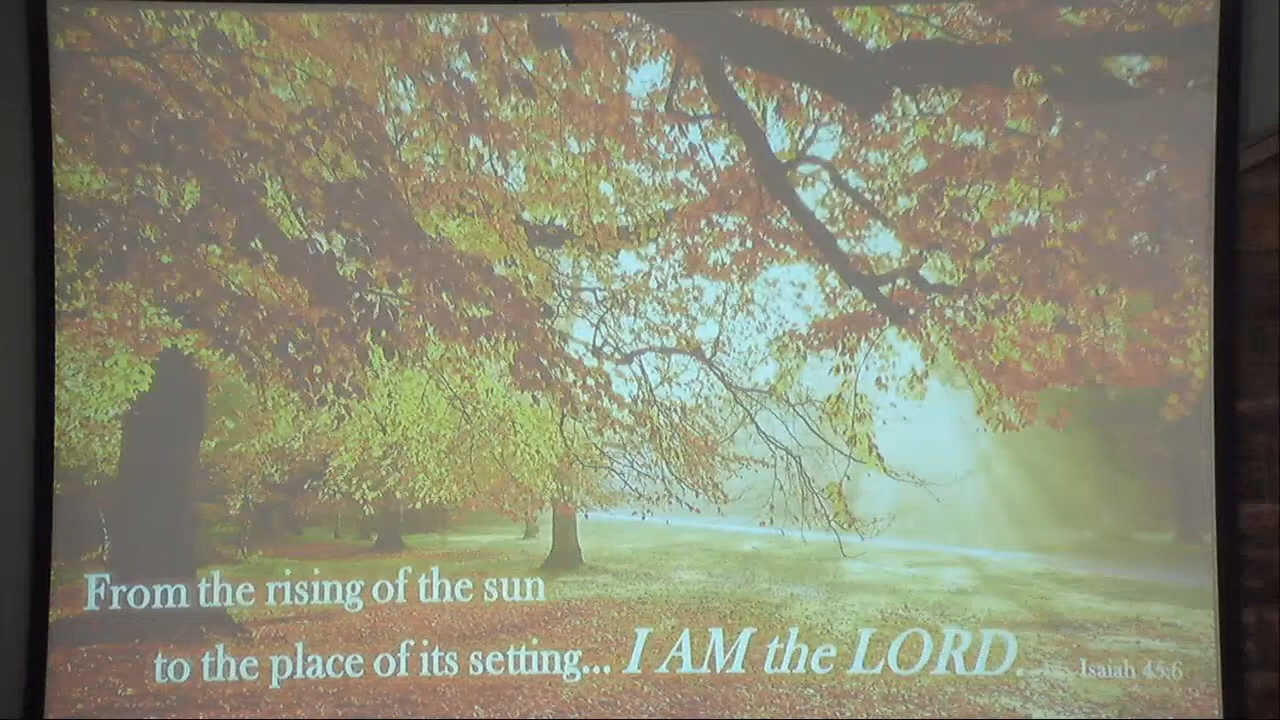 From the rising of the sun
to the place of its setting... I AM the LORD. Isaiah 45:6